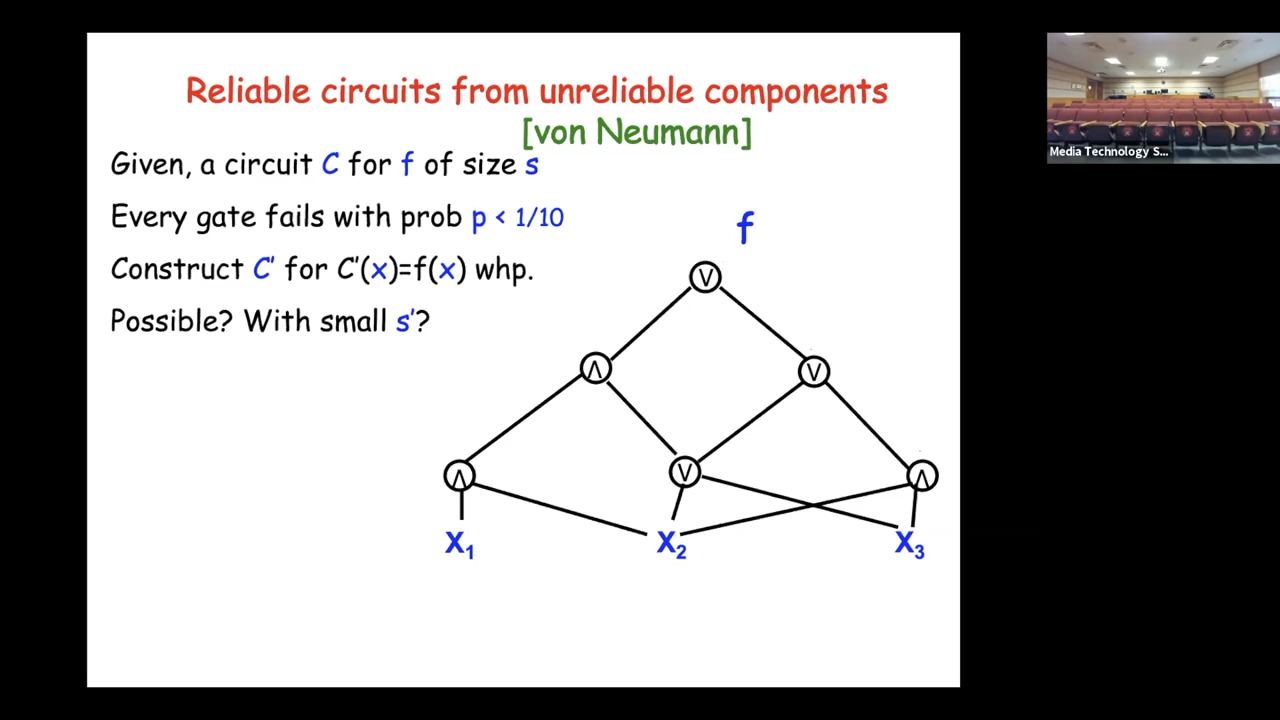 Reliable circuits from unreliable components
[von Neumann]
Given, a circuit C for f of size s
Every gate fails with prob p < 1/10
Construct C' for C'(x)=f(x) whp.
Possible? With small s'?
f
V
Λ V
Λ V Λ
X1 X2 X3
Media Technology S...